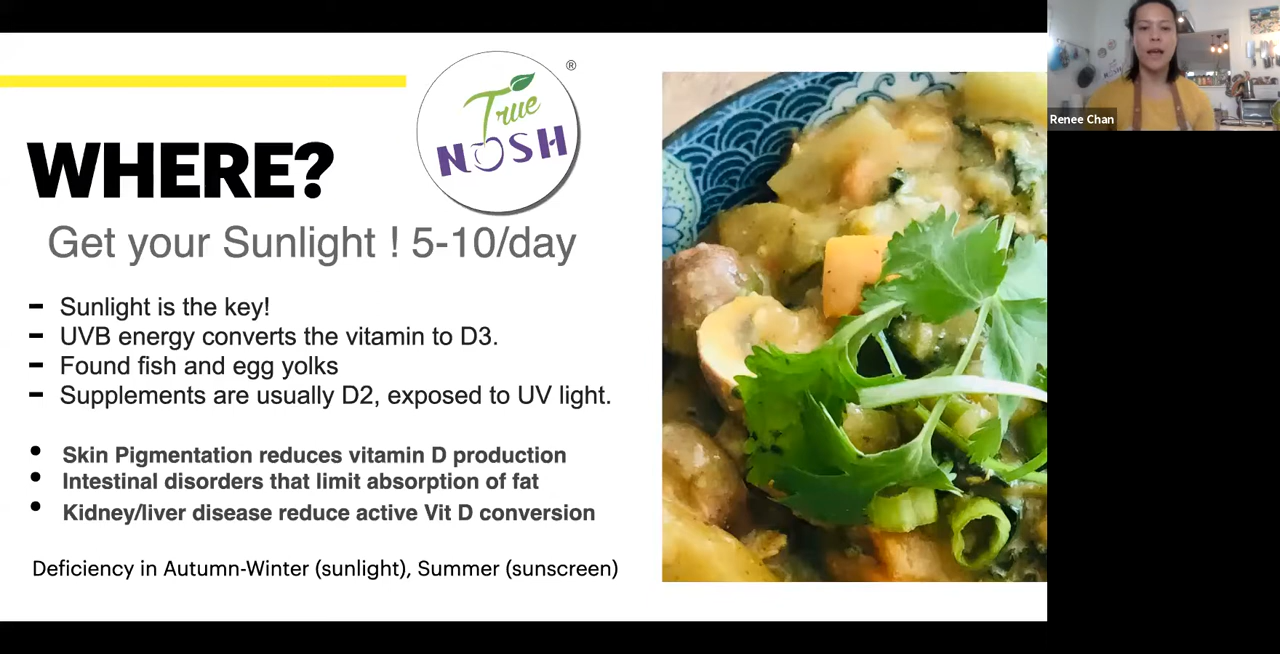 True
NOSH
®
WHERE?
Get your Sunlight ! 5-10/day
- Sunlight is the key!
- UVB energy converts the vitamin to D3.
- Found fish and egg yolks
- Supplements are usually D2, exposed to UV light.
• Skin Pigmentation reduces vitamin D production
• Intestinal disorders that limit absorption of fat
• Kidney/liver disease reduce active Vit D conversion
Deficiency in Autumn-Winter (sunlight), Summer (sunscreen)
Renee Chan